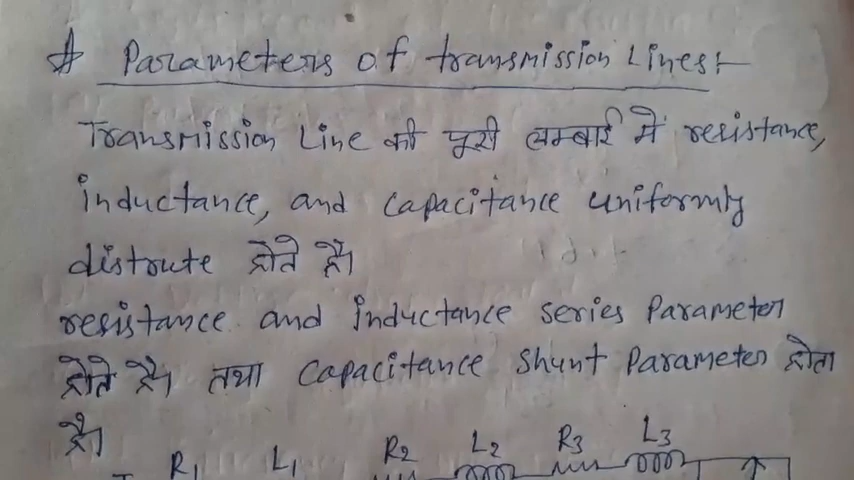 # Parameters of transmission Lines:-
Transmission Line की पूरी लम्बाई में resistance,
inductance, and capacitance uniformly
distrute होते है।
resistance and inductance series Parameter
होते है। तथा Capacitance Shunt Parameter होता
है।
R1 L1 R2 L2 R3 L3